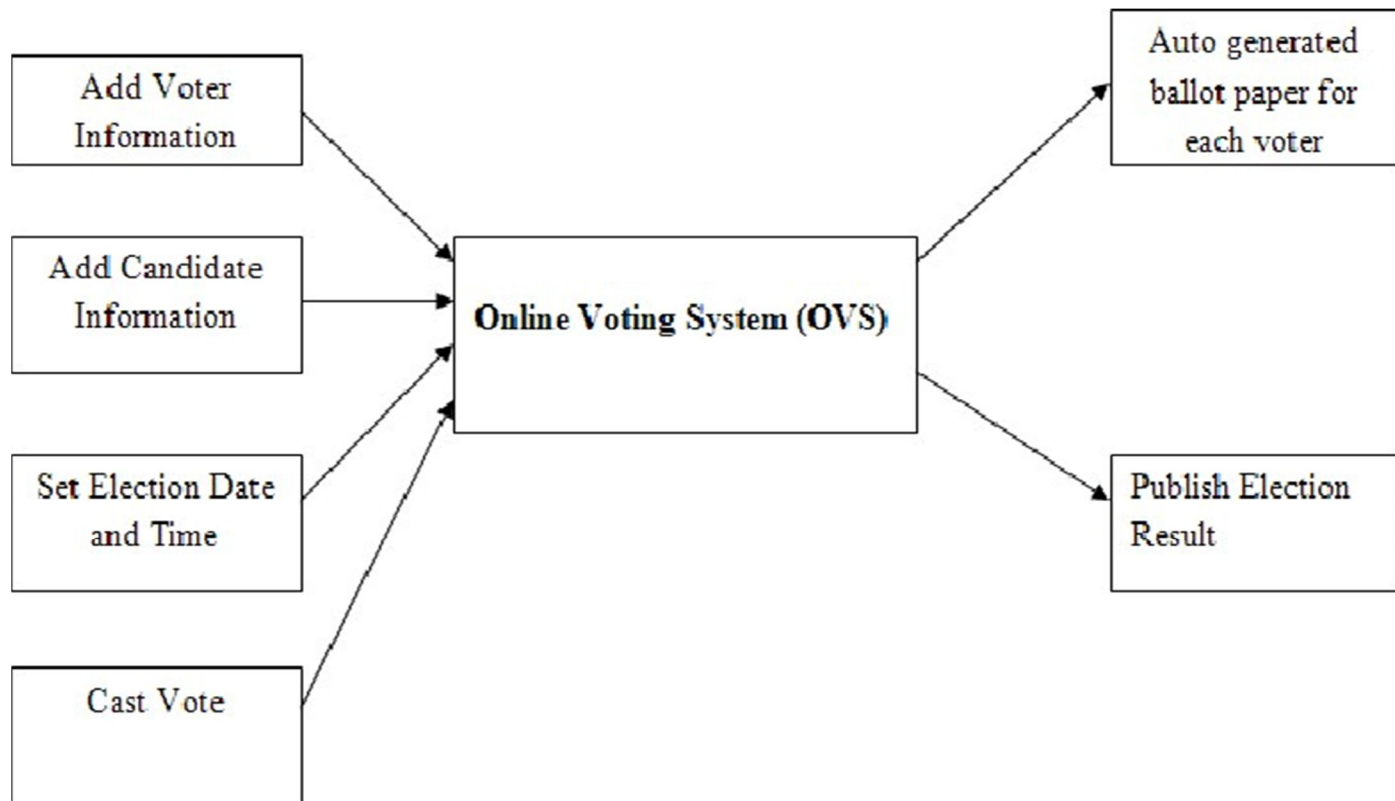 Add Voter
Information
Add Candidate
Information
Set Election Date
and Time
Cast Vote
Online Voting System (OVS)
Auto generated
ballot paper for
each voter
Publish Election
Result